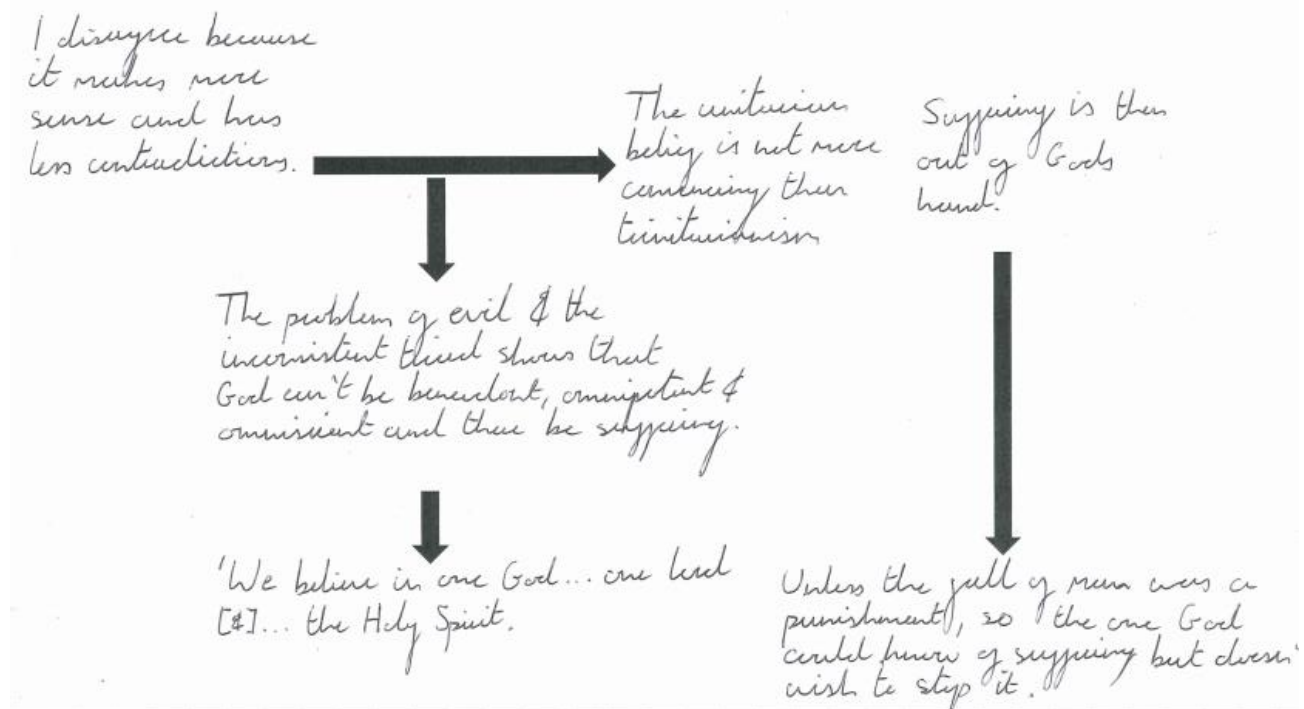 I disagree because
it makes more
sense and has
less contradictions.
The unitarian
belief is not more
convincing than
trinitarianism
Suffering is then
out of Gods
hand.
The problem of evil & the
inconsistent triad shows that
God can't be benevolent, omnipotent &
omniscient and there be suffering.
'We believe in one God... one lord
[&]... the Holy Spirit.
Unless the fall of man was a
punishment, so the one God
could know of suffering but doesn'
wish to stop it.